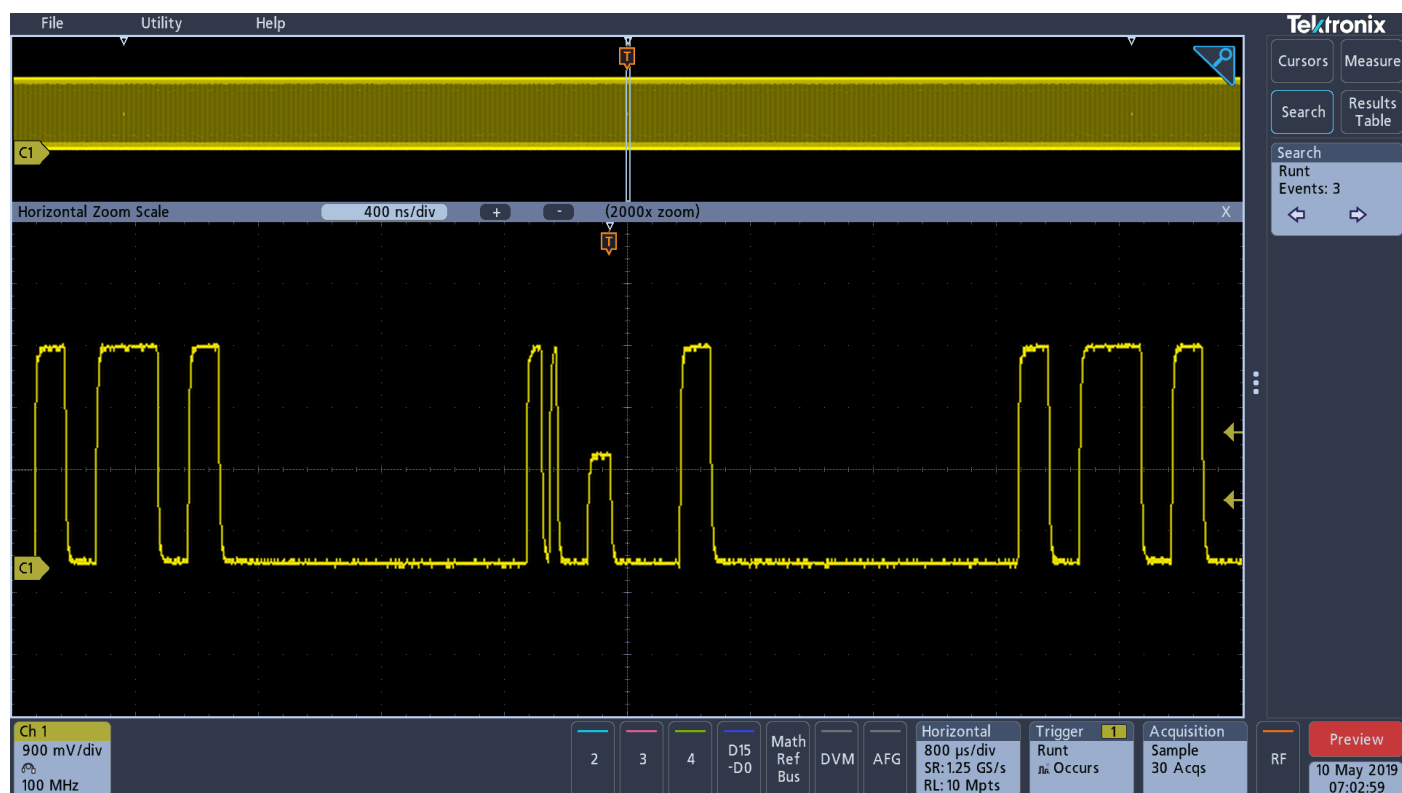 File Utility Help
Tektronix
T
C1
Cursors Measure
Search Results Table
Search
Runt
Events: 3
Horizontal Zoom Scale 400 ns/div + - (2000x zoom) X
T
C1
Ch 1
900 mV/div
100 MHz
2
3
4
D15
-D0
Math
Ref
Bus
DVM
AFG
Horizontal
800 µs/div
SR: 1.25 GS/s
RL: 10 Mpts
Trigger 1
Runt
Occurs
Acquisition
Sample
30 Acqs
RF
Preview
10 May 2019
07:02:59